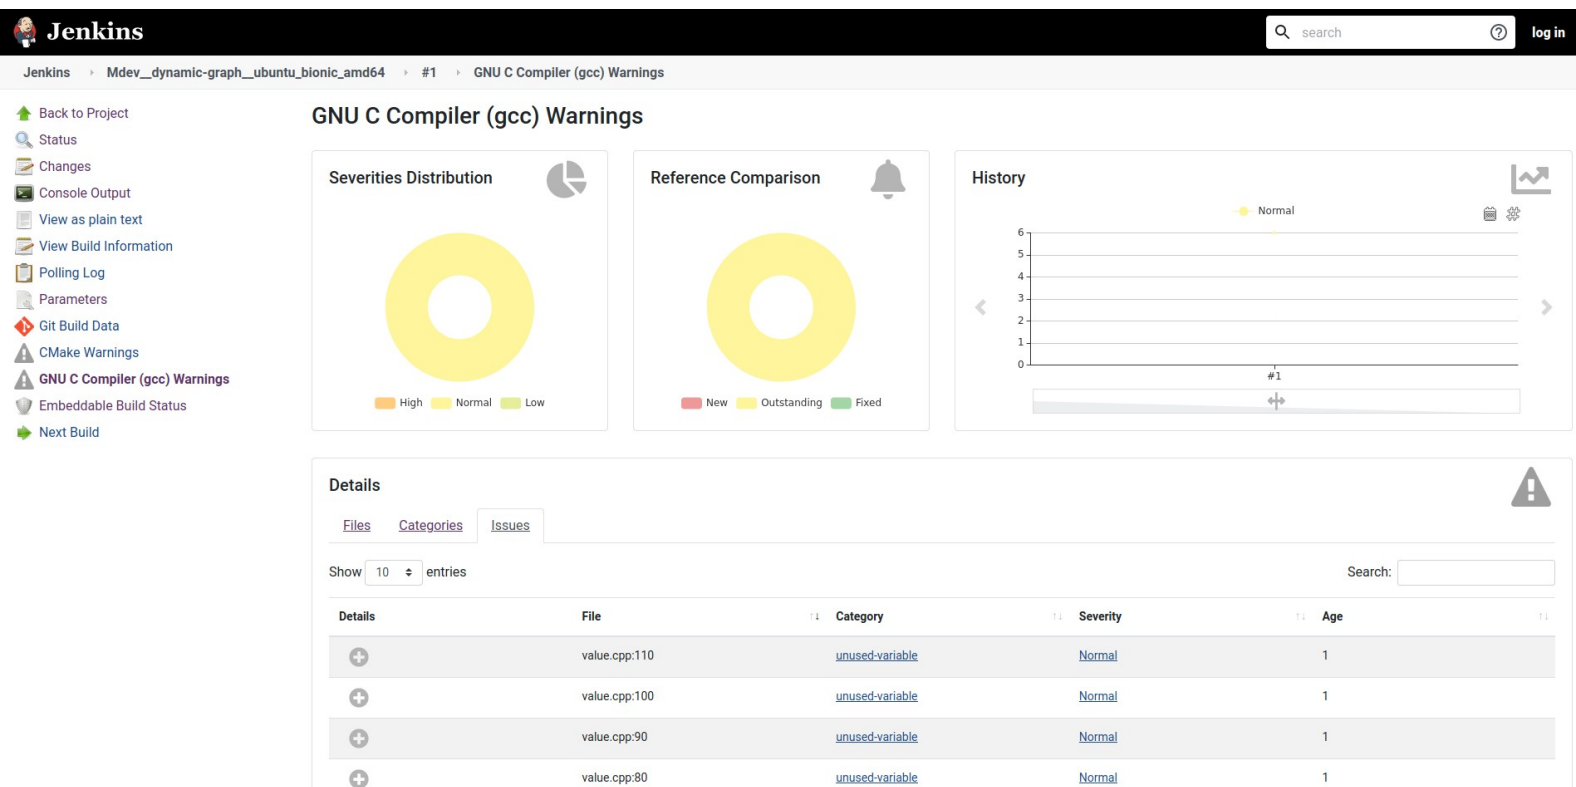 Jenkins
search
log in
Jenkins Mdev__dynamic-graph__ubuntu_bionic_amd64 #1 GNU C Compiler (gcc) Warnings
Back to Project
Status
Changes
Console Output
View as plain text
View Build Information
Polling Log
Parameters
Git Build Data
CMake Warnings
GNU C Compiler (gcc) Warnings
Embeddable Build Status
Next Build
GNU C Compiler (gcc) Warnings
Severities Distribution
High Normal Low
Reference Comparison
New Outstanding Fixed
History
Normal
6
5
4
3
2
1
0
#1
Details
Files Categories Issues
Show 10 entries
Search:
Details File Category Severity Age
value.cpp:110 unused-variable Normal 1
value.cpp:100 unused-variable Normal 1
value.cpp:90 unused-variable Normal 1
value.cpp:80 unused-variable Normal 1